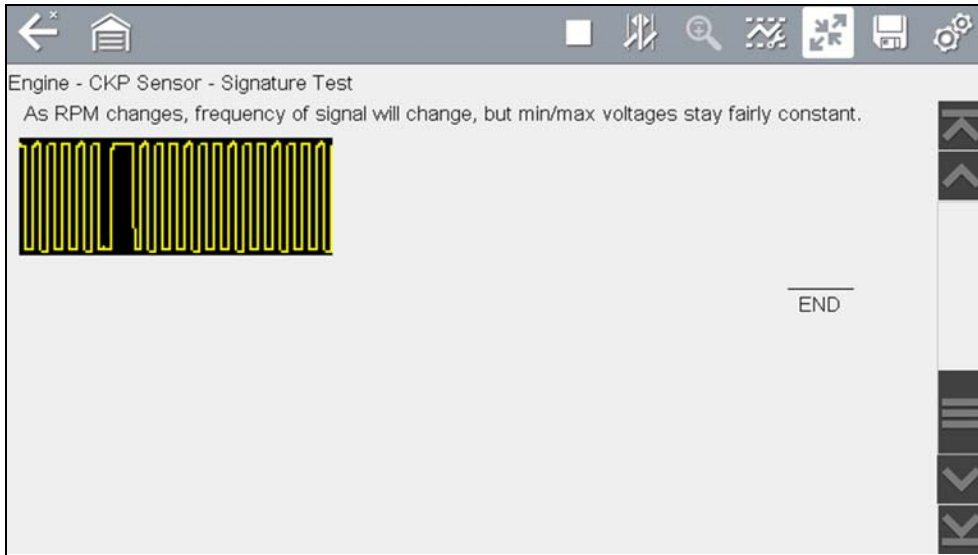 Engine - CKP Sensor - Signature Test
As RPM changes, frequency of signal will change, but min/max voltages stay fairly constant.
END